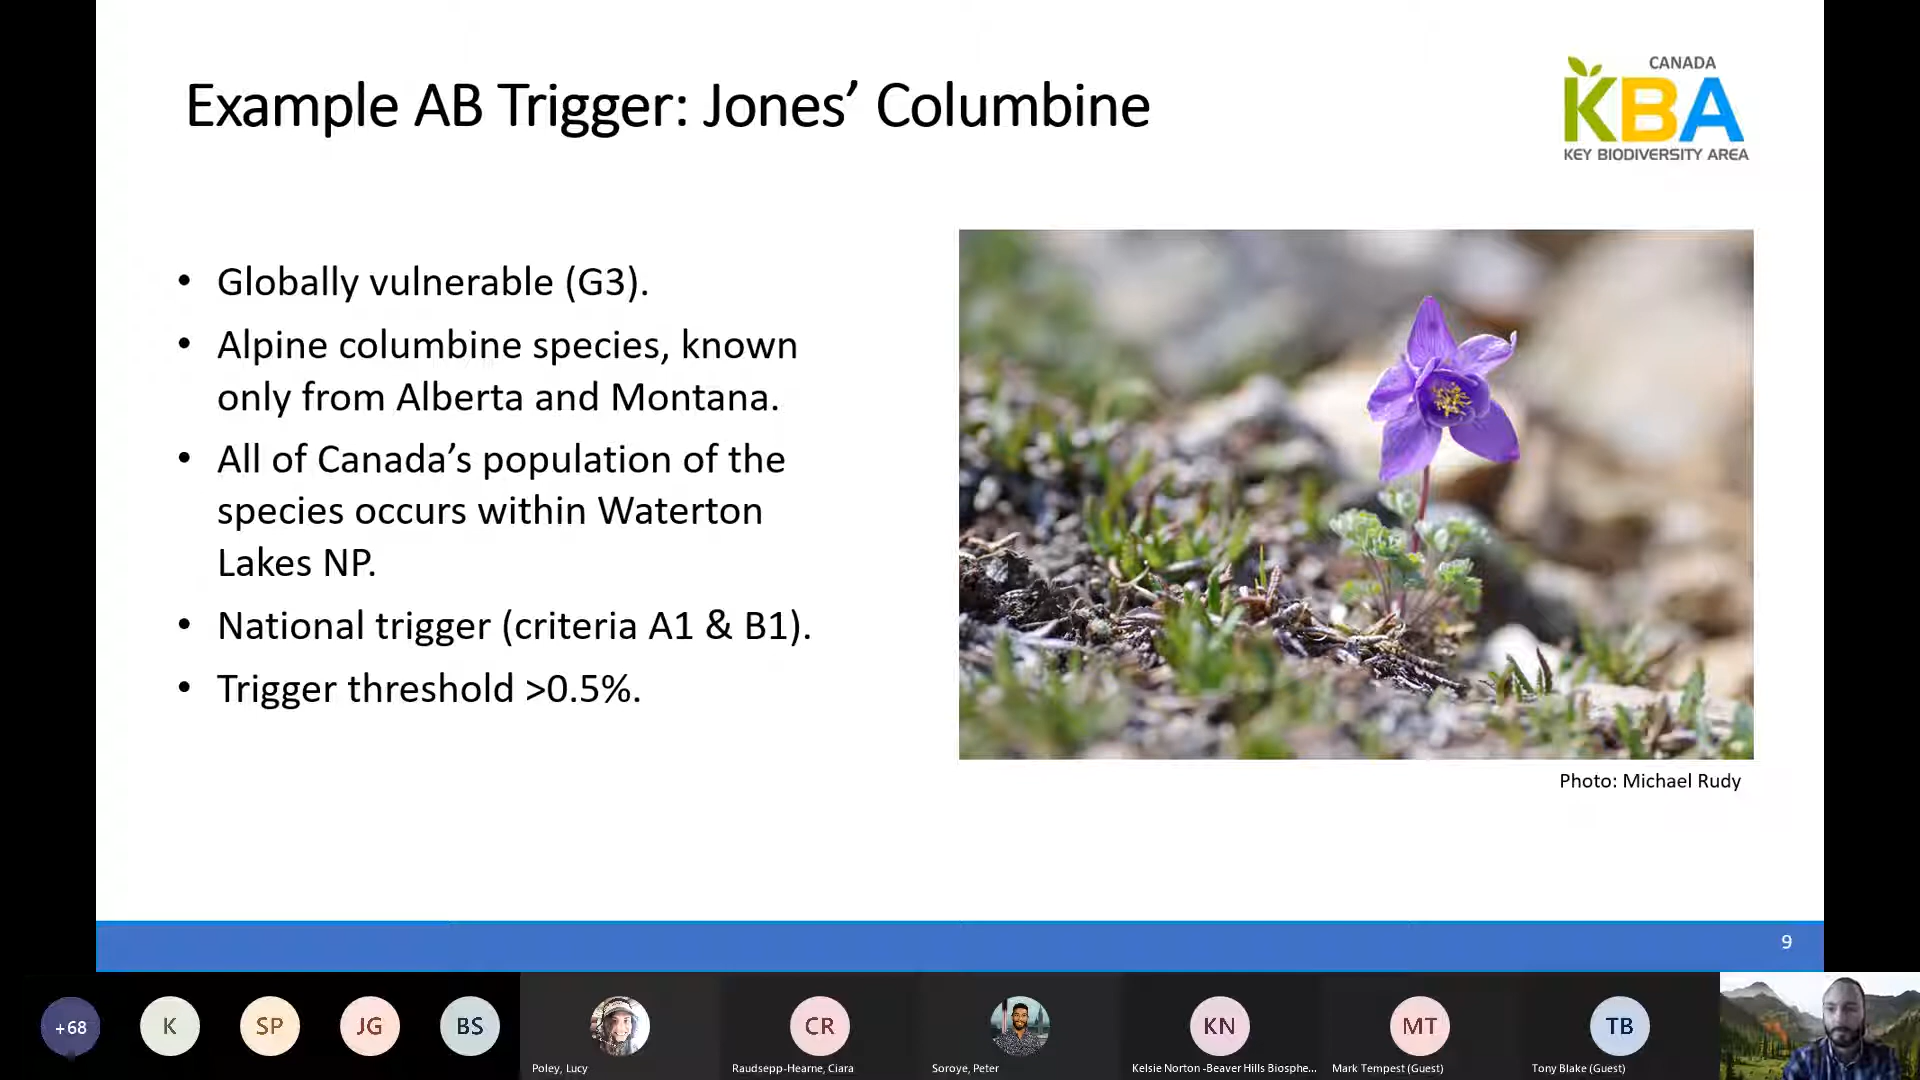 Example AB Trigger: Jones’ Columbine
CANADA
KBA
KEY BIODIVERSITY AREA
• Globally vulnerable (G3).
• Alpine columbine species, known
only from Alberta and Montana.
• All of Canada’s population of the
species occurs within Waterton
Lakes NP.
• National trigger (criteria A1 & B1).
• Trigger threshold >0.5%.
Photo: Michael Rudy
9
+68
K
SP
JG
BS
Poley, Lucy
CR
Raudsepp-Hearne, Ciara
Soroye, Peter
KN
Kelsie Norton -Beaver Hills Biosphe...
MT
Mark Tempest (Guest)
TB
Tony Blake (Guest)